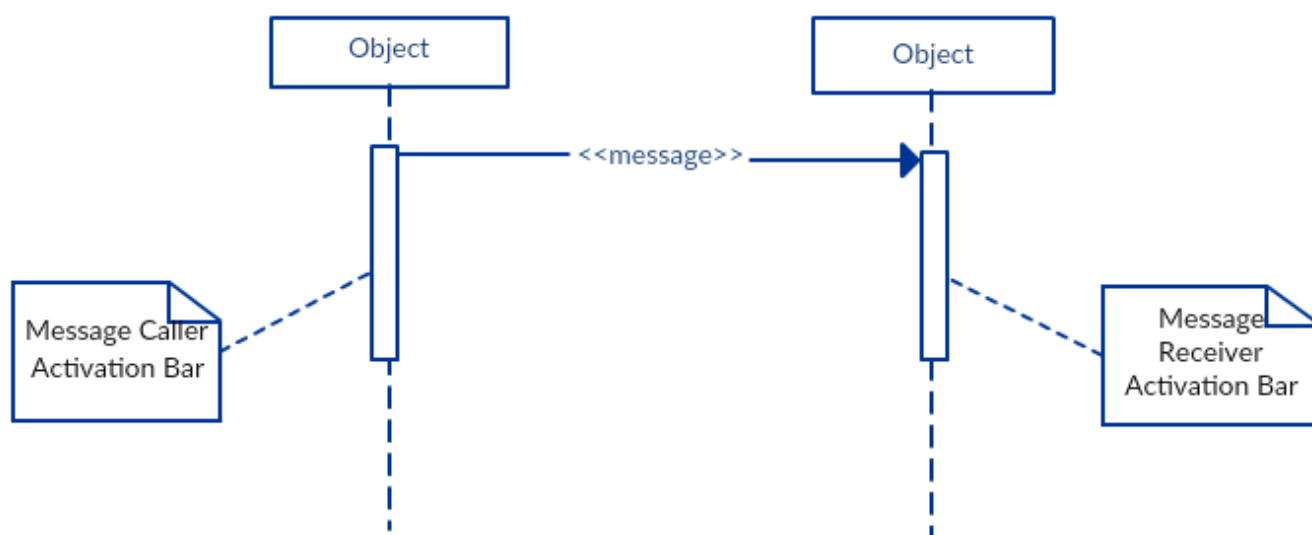 Object
Object
<<message>>
Message Caller
Activation Bar
Message
Receiver
Activation Bar